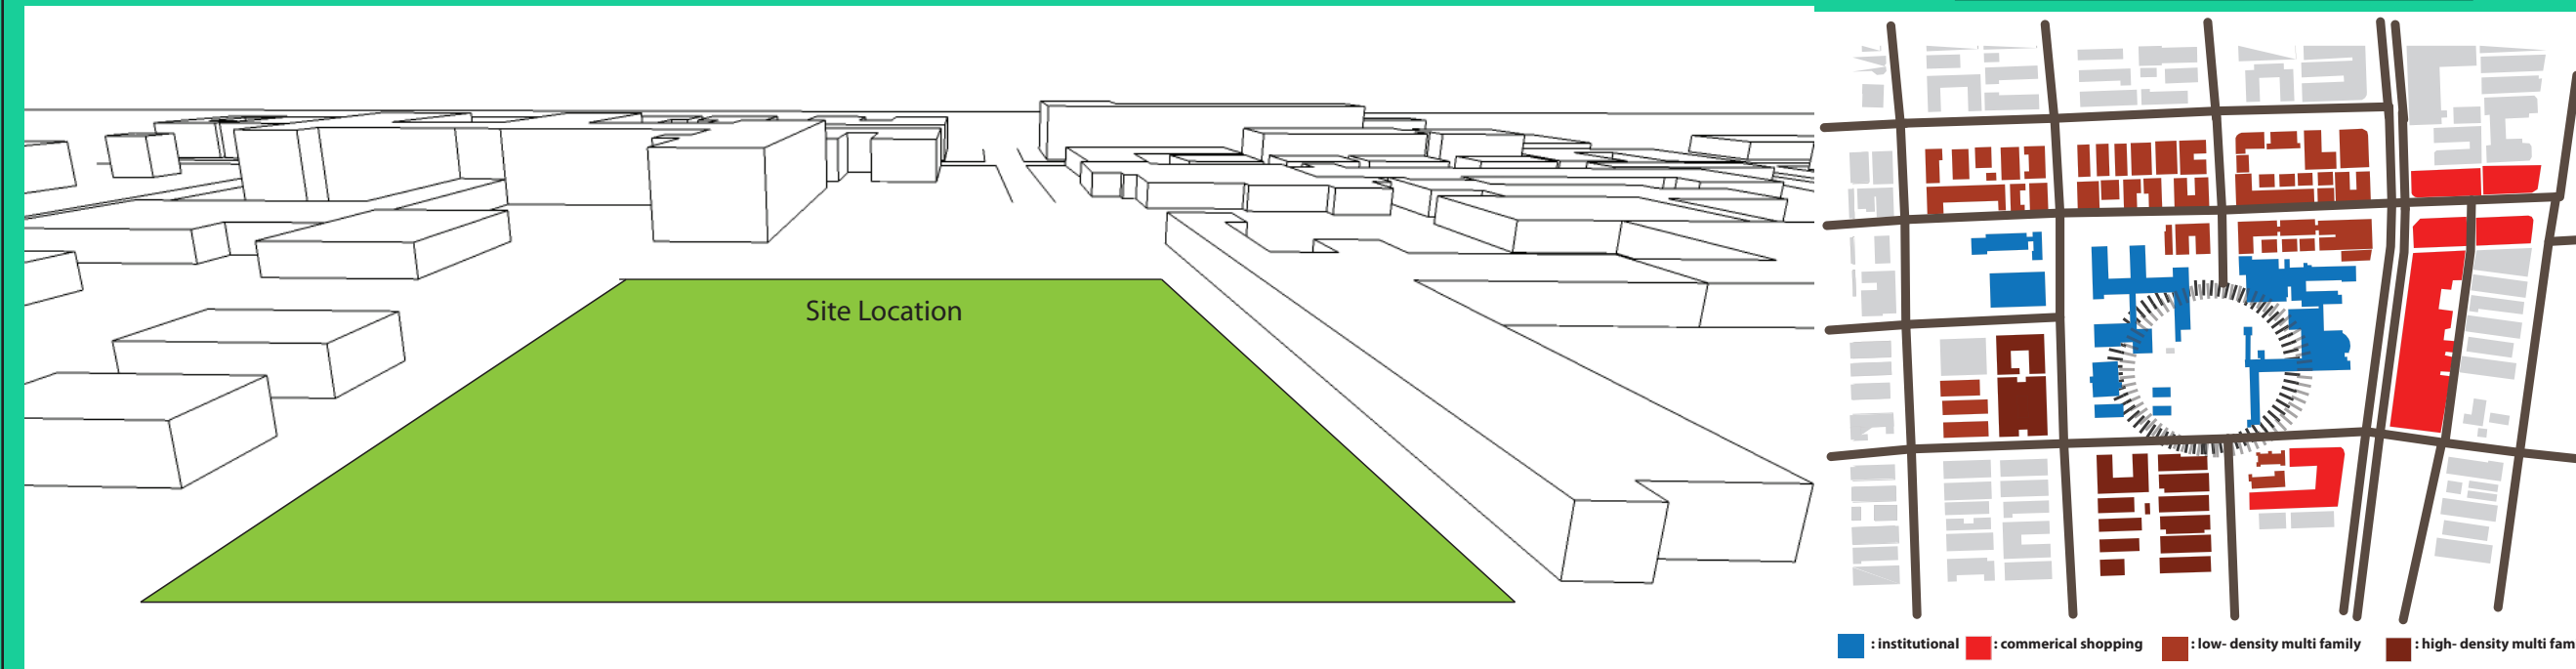 Site Location
: institutional : commerical shopping : low- density multi family : high- density multi fam